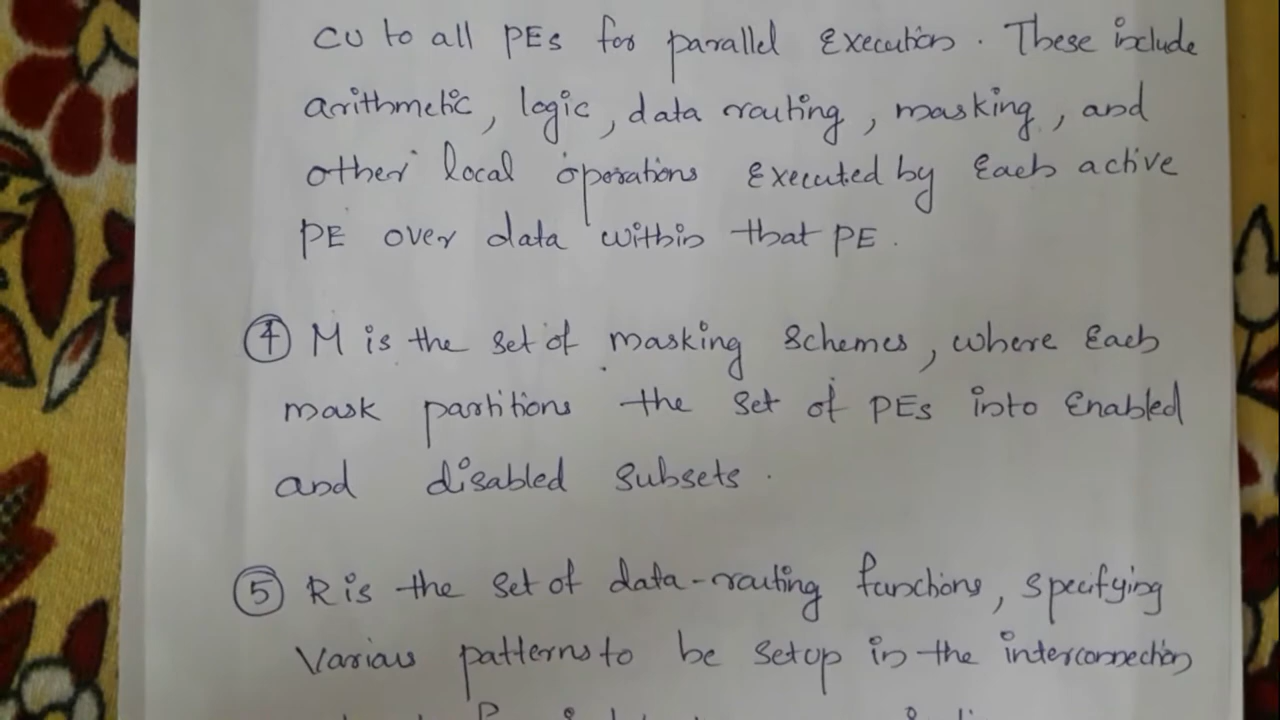 CU to all PEs for parallel Execution. These include
arithmetic, logic, data routing, masking, and
other local operations executed by Each active
PE over data within that PE.
④ M is the set of masking Schemes, where Each
mask partitions the set of PEs into Enabled
and disabled subsets.
⑤ R is the set of data-routing functions, specifying
Various patterns to be setup in the interconnection